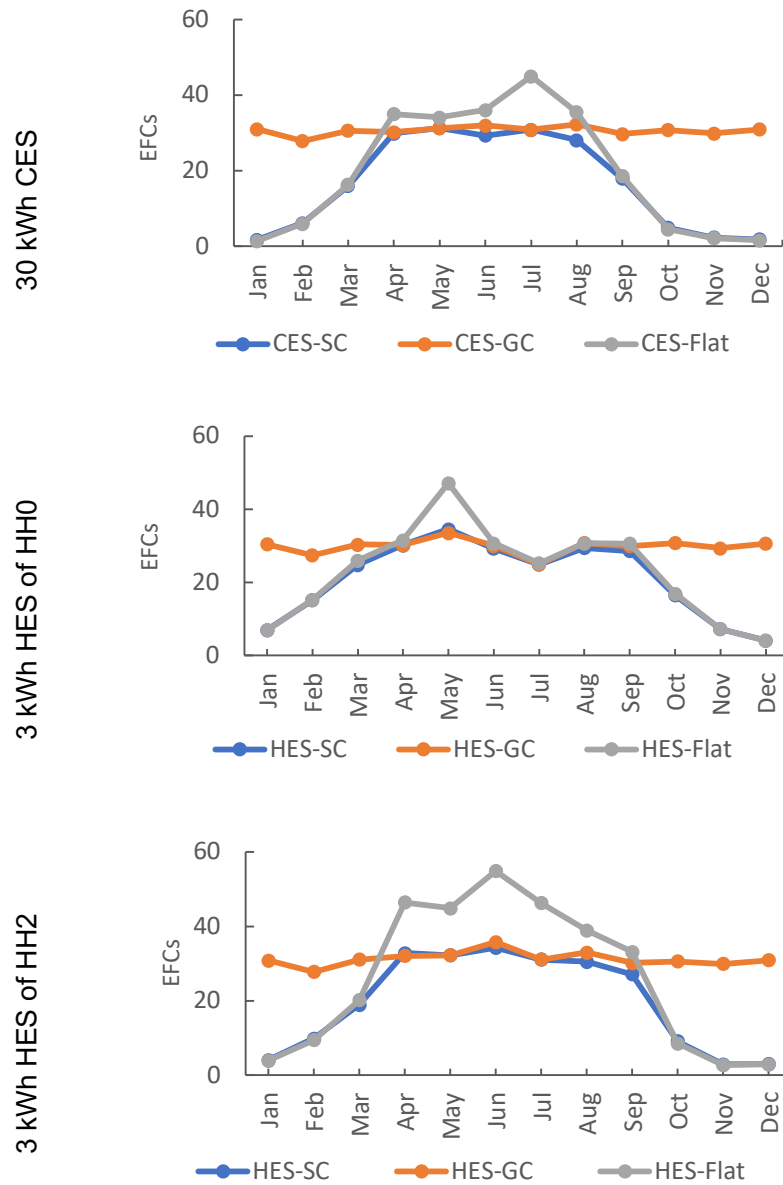 30 kWh CES
EFCs
60
40
20
0
Jan Feb Mar Apr May Jun Jul Aug Sep Oct Nov Dec
CES-SC CES-GC CES-Flat
3 kWh HES of HH0
EFCs
60
40
20
0
Jan Feb Mar Apr May Jun Jul Aug Sep Oct Nov Dec
HES-SC HES-GC HES-Flat
3 kWh HES of HH2
EFCs
60
40
20
0
Jan Feb Mar Apr May Jun Jul Aug Sep Oct Nov Dec
HES-SC HES-GC HES-Flat